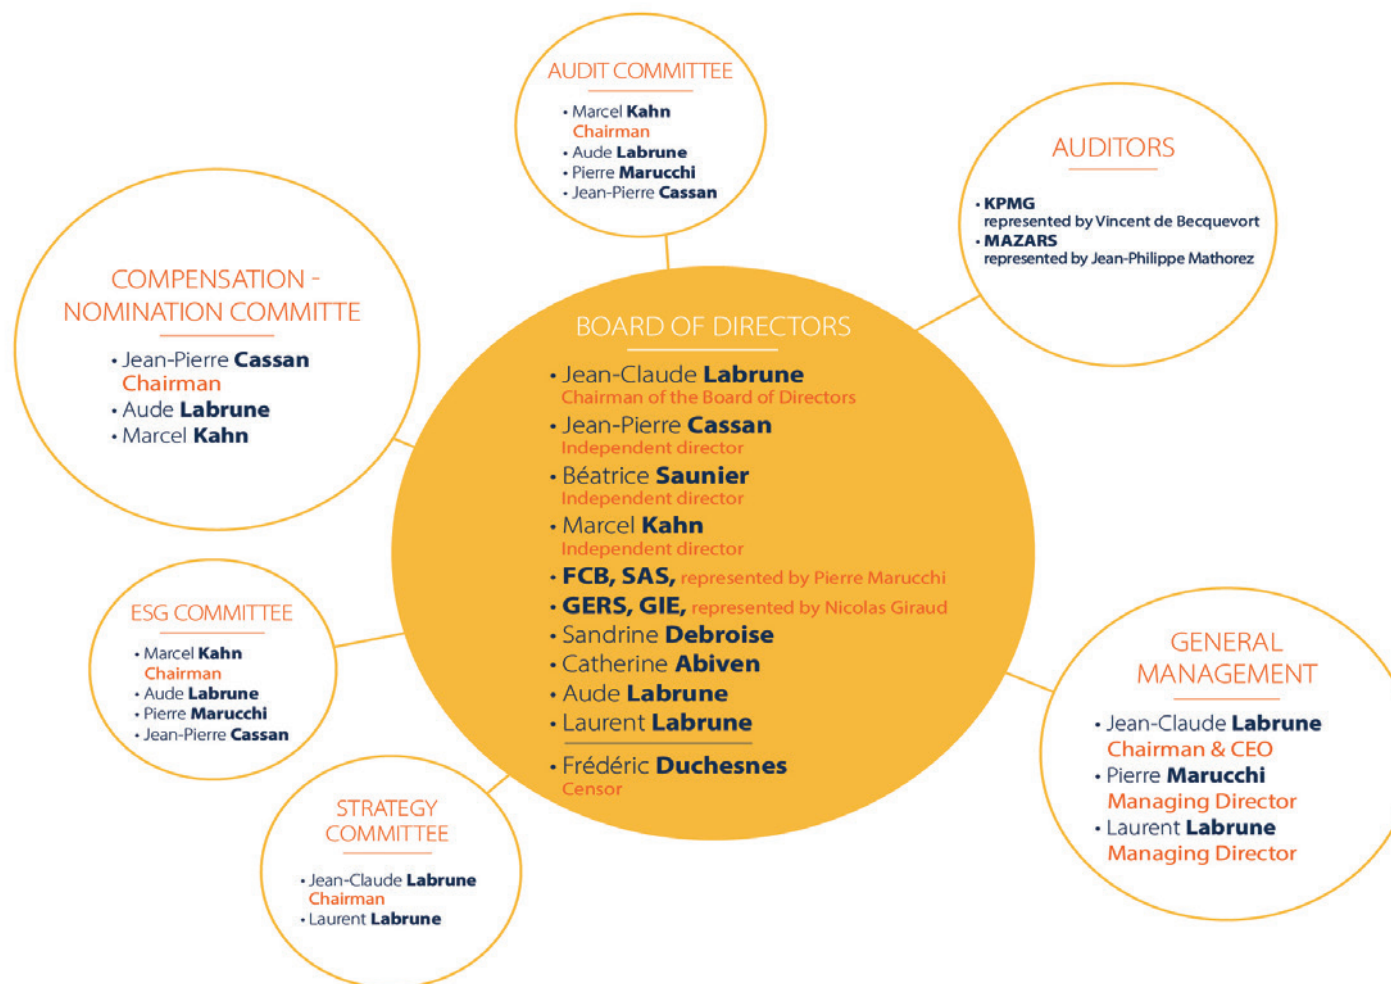 AUDIT COMMITTEE
• Marcel Kahn
Chairman
• Aude Labrune
• Pierre Marucchi
• Jean-Pierre Cassan
AUDITORS
• KPMG
represented by Vincent de Becquevort
• MAZARS
represented by Jean-Philippe Mathorez
COMPENSATION -
NOMINATION COMMITTE
• Jean-Pierre Cassan
Chairman
• Aude Labrune
• Marcel Kahn
BOARD OF DIRECTORS
• Jean-Claude Labrune
Chairman of the Board of Directors
• Jean-Pierre Cassan
Independent director
• Béatrice Saunier
Independent director
• Marcel Kahn
Independent director
• FCB, SAS, represented by Pierre Marucchi
• GERS, GIE, represented by Nicolas Giraud
• Sandrine Debroise
• Catherine Abiven
• Aude Labrune
• Laurent Labrune
• Frédéric Duchesnes
Censor
ESG COMMITTEE
• Marcel Kahn
Chairman
• Aude Labrune
• Pierre Marucchi
• Jean-Pierre Cassan
GENERAL
MANAGEMENT
• Jean-Claude Labrune
Chairman & CEO
• Pierre Marucchi
Managing Director
• Laurent Labrune
Managing Director
STRATEGY
COMMITTEE
• Jean-Claude Labrune
Chairman
• Laurent Labrune